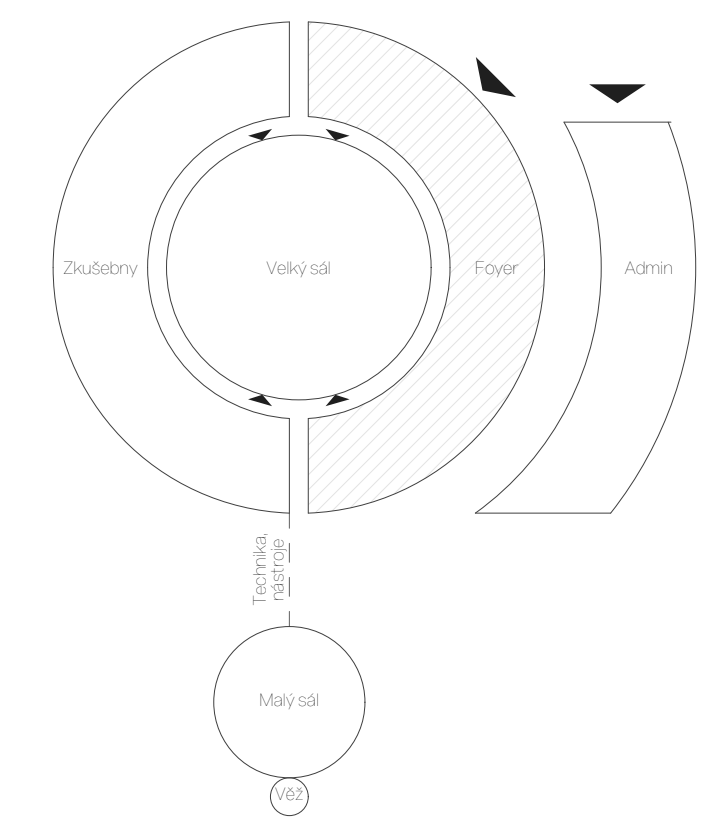 Zkušebny
Velký sál
Foyer
Admin
Technika,
nástroje
Malý sál
Věž